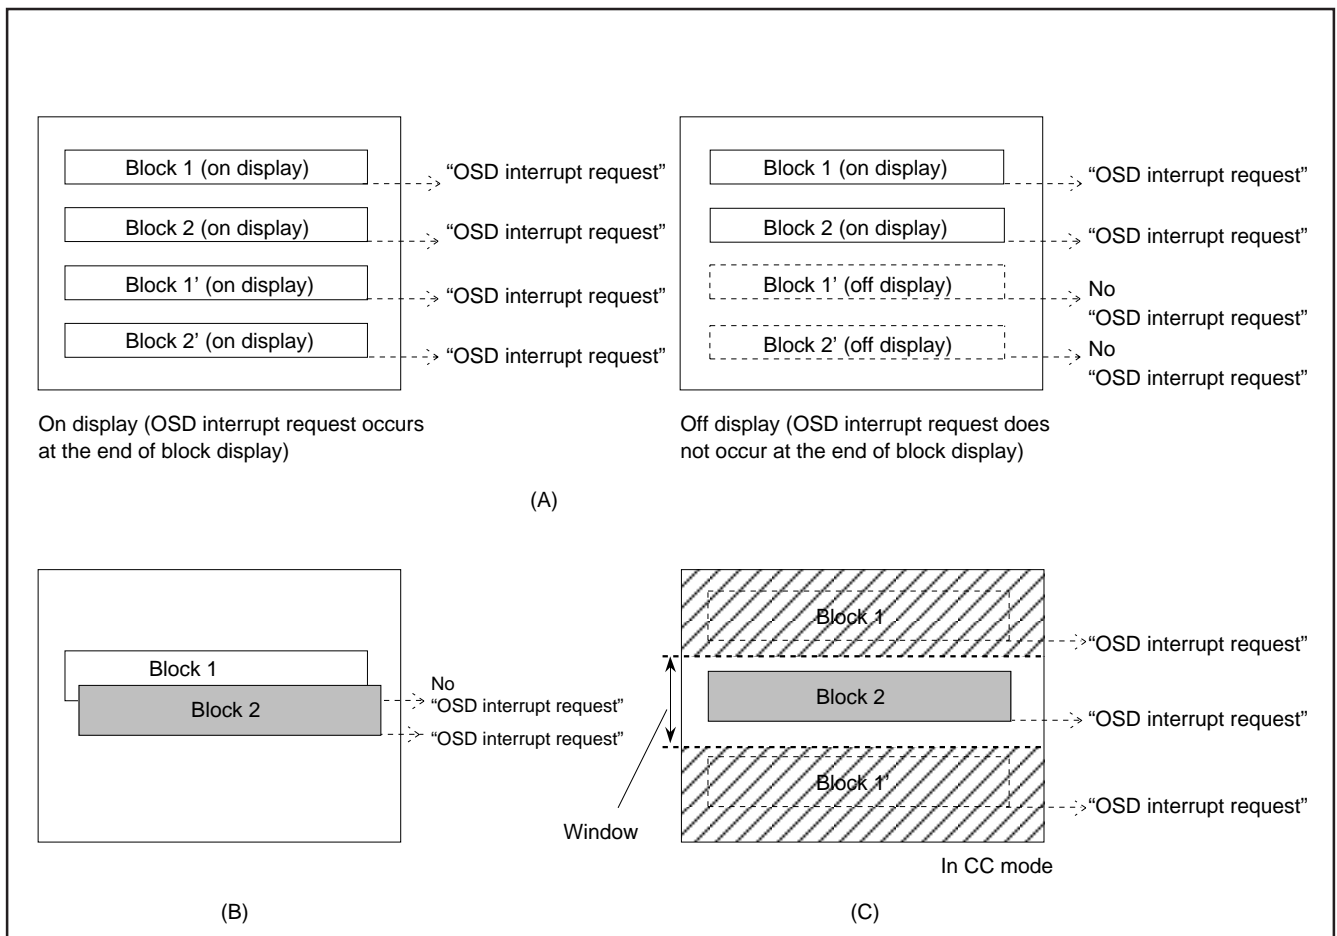 Block 1 (on display)
“OSD interrupt request”
Block 2 (on display)
“OSD interrupt request”
Block 1’ (on display)
“OSD interrupt request”
Block 2’ (on display)
“OSD interrupt request”
On display (OSD interrupt request occurs
at the end of block display)
Block 1 (on display)
“OSD interrupt request”
Block 2 (on display)
“OSD interrupt request”
Block 1’ (off display)
No
“OSD interrupt request”
Block 2’ (off display)
No
“OSD interrupt request”
Off display (OSD interrupt request does
not occur at the end of block display)
(A)
Block 1
Block 2
No
“OSD interrupt request”
“OSD interrupt request”
(B)
Block 1
“OSD interrupt request”
Block 2
“OSD interrupt request”
Block 1’
“OSD interrupt request”
Window
In CC mode
(C)